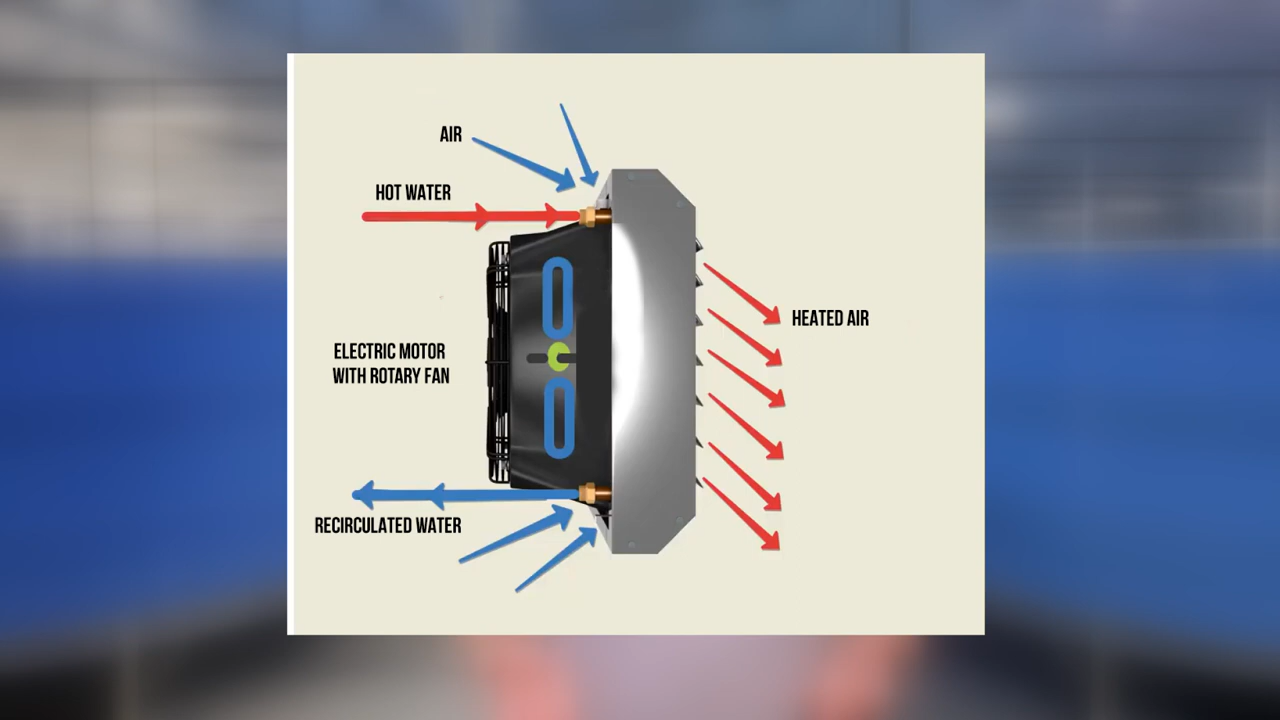 AIR
HOT WATER
HEATED AIR
ELECTRIC MOTOR
WITH ROTARY FAN
RECIRCULATED WATER